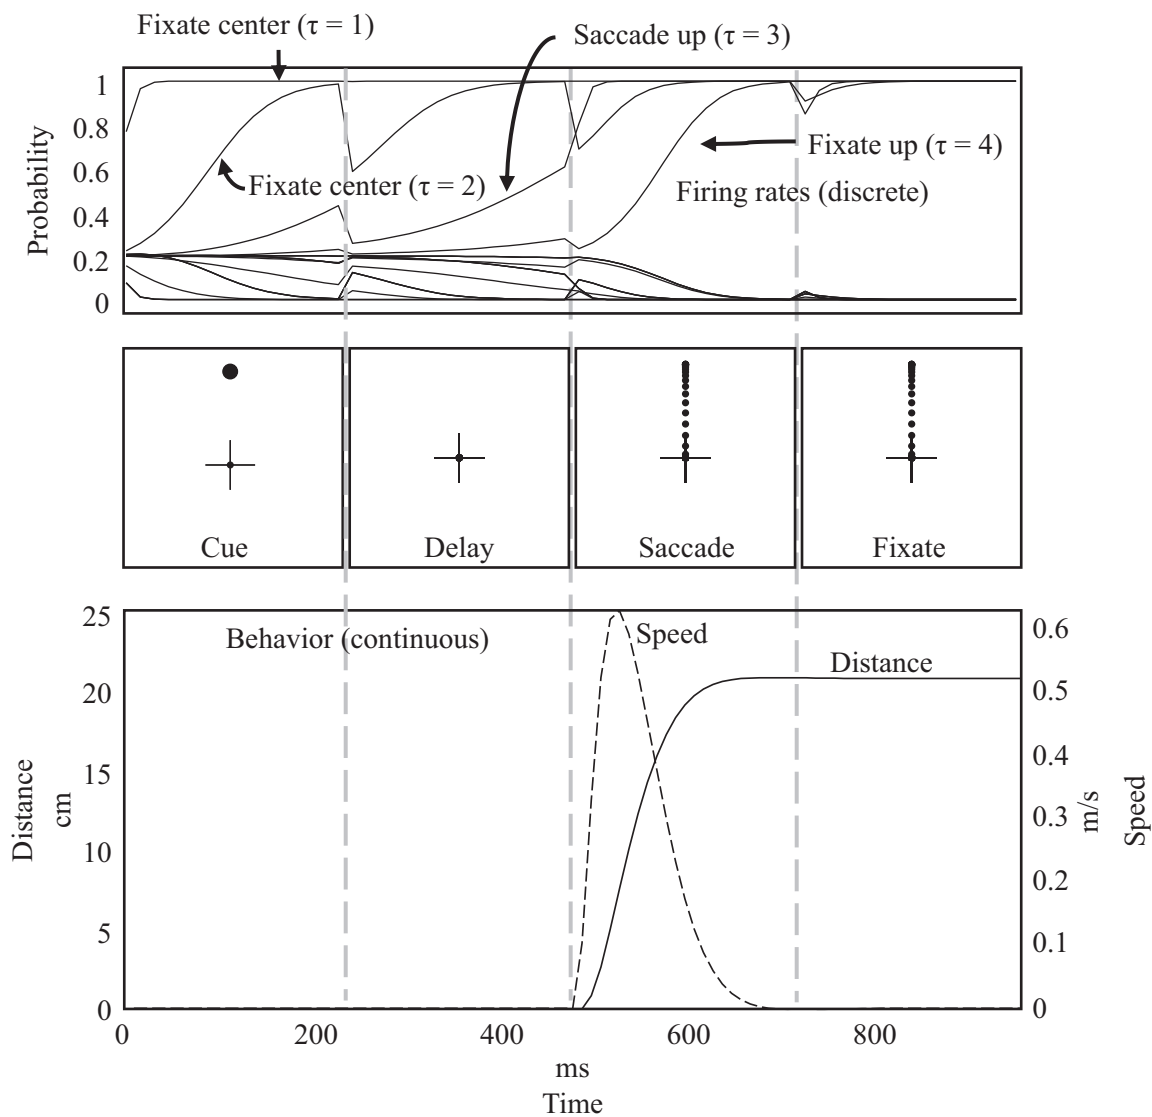 Fixate center (τ = 1)
Saccade up (τ = 3)
Probability
1
0.8
0.6
0.4
0.2
0
Fixate center (τ = 2)
Fixate up (τ = 4)
Firing rates (discrete)
Cue
Delay
Saccade
Fixate
Behavior (continuous)
Speed
Distance
Distance
cm
25
20
15
10
5
0
0.6
0.5
0.4
0.3
0.2
0.1
0
m/s
Speed
0
200
400
600
800
ms
Time